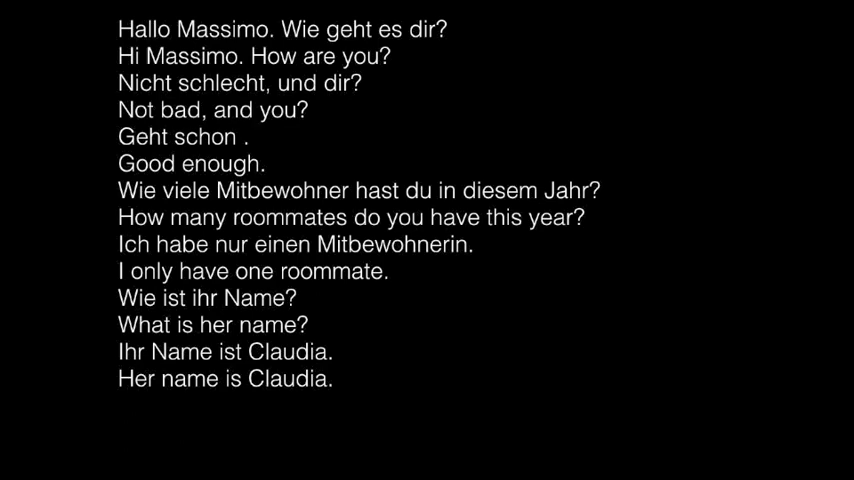 Hallo Massimo. Wie geht es dir?
Hi Massimo. How are you?
Nicht schlecht, und dir?
Not bad, and you?
Geht schon .
Good enough.
Wie viele Mitbewohner hast du in diesem Jahr?
How many roommates do you have this year?
Ich habe nur einen Mitbewohnerin.
I only have one roommate.
Wie ist ihr Name?
What is her name?
Ihr Name ist Claudia.
Her name is Claudia.